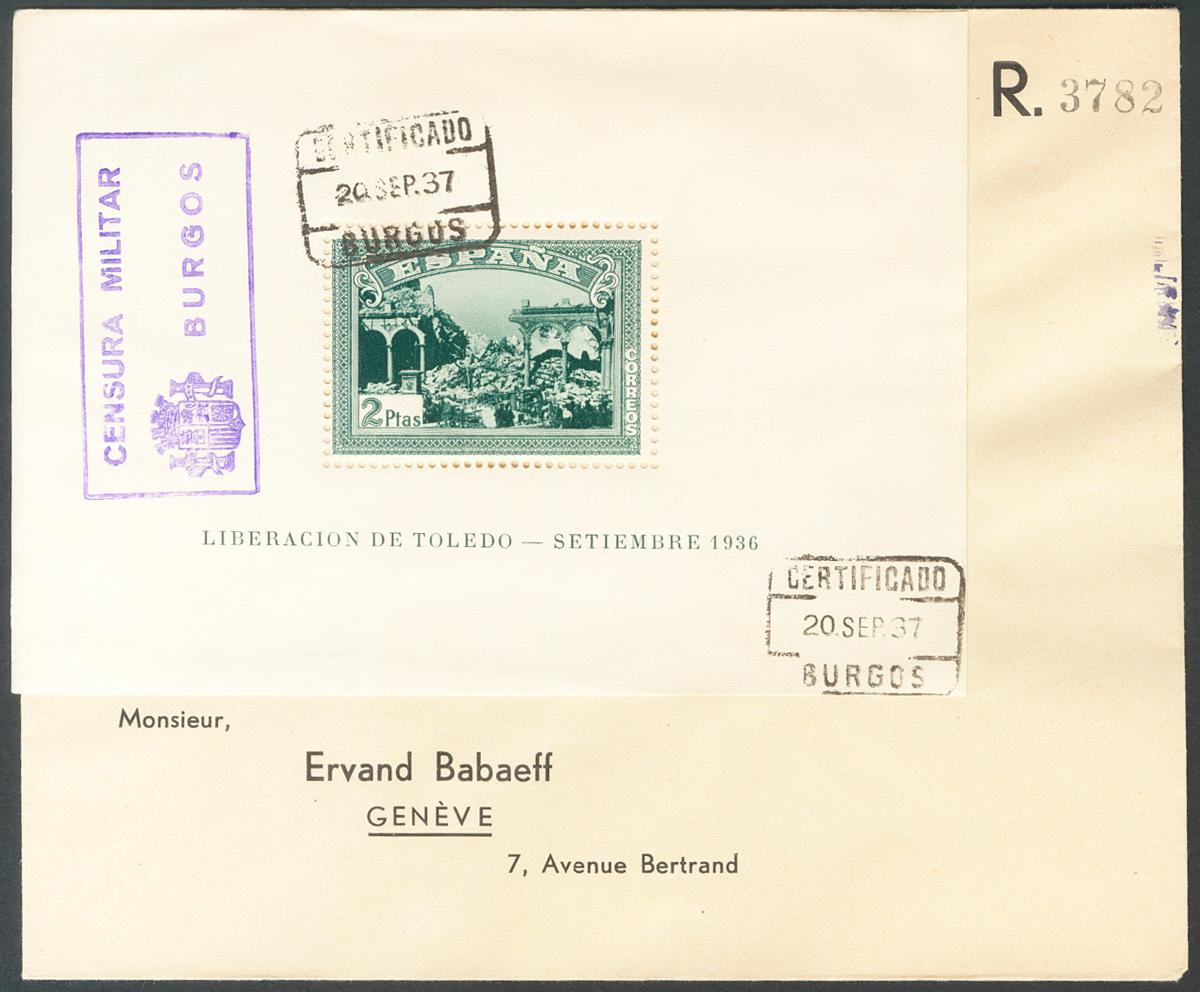 R. 3782
CENSURA MILITAR
BURGOS
CERTIFICADO
20.SEP.37
BURGOS
ESPAÑA
CORREOS
2 Ptas
LIBERACION DE TOLEDO — SETIEMBRE 1936
CERTIFICADO
20.SEP.37
BURGOS
Monsieur,
Ervand Babaeff
GENÈVE
7, Avenue Bertrand